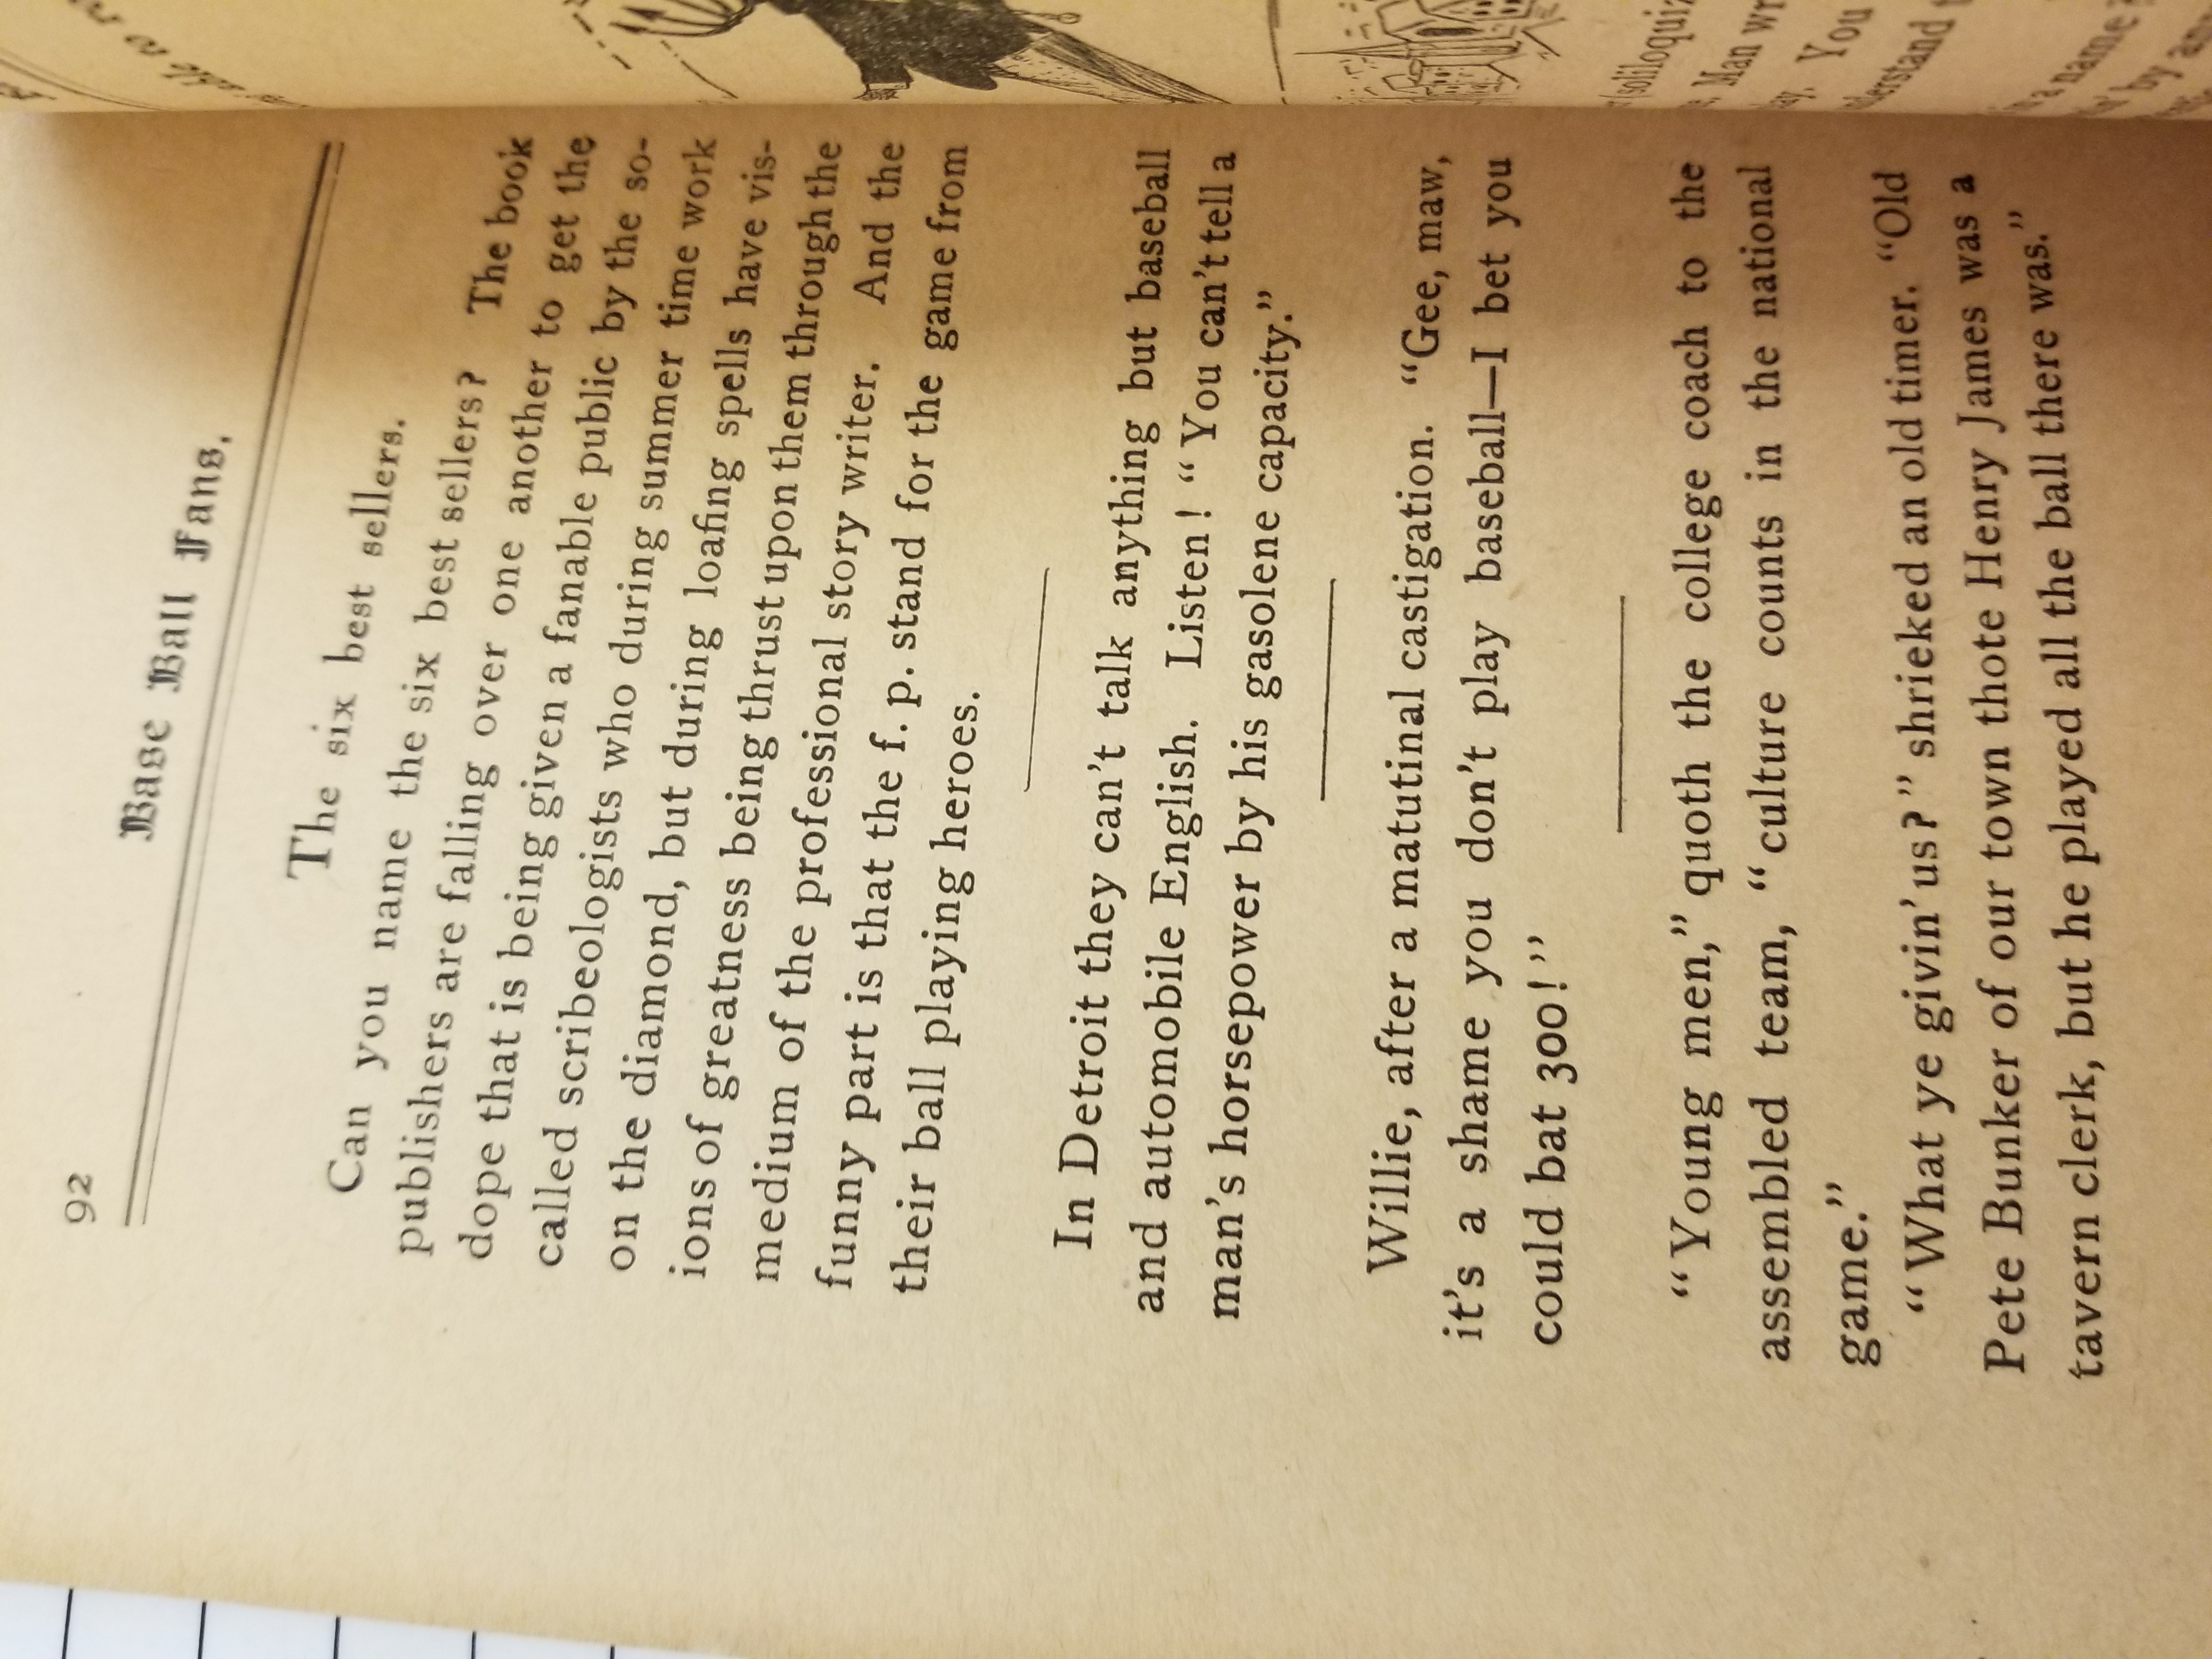 92
Base Ball Fans.
The six best sellers.
Can you name the six best sellers? The book
publishers are falling over one another to get the
dope that is being given a fanable public by the so-
called scribeologists who during summer time work
on the diamond, but during loafing spells have vis-
ions of greatness being thrust upon them through the
medium of the professional story writer. And the
funny part is that the f. p. stand for the game from
their ball playing heroes.
In Detroit they can't talk anything but baseball
and automobile English. Listen! "You can't tell a
man's horsepower by his gasolene capacity."
Willie, after a matutinal castigation. "Gee, maw,
it's a shame you don't play baseball—I bet you
could bat 300!"
"Young men," quoth the college coach to the
assembled team, "culture counts in the national
game."
"What ye givin' us?" shrieked an old timer. "Old
Pete Bunker of our town thote Henry James was a
tavern clerk, but he played all the ball there was."
to
Man
You
name
by